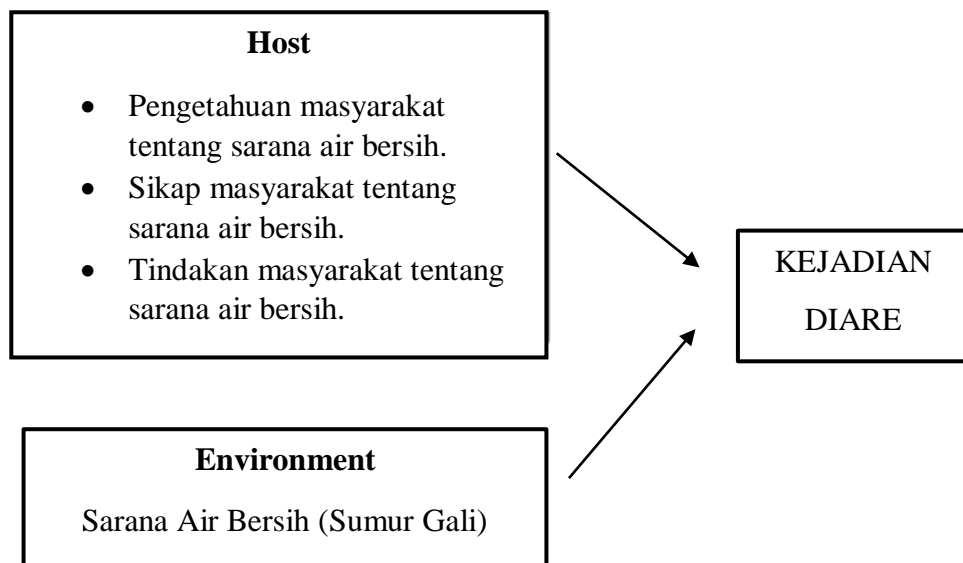 Host
• Pengetahuan masyarakat
tentang sarana air bersih.
• Sikap masyarakat tentang
sarana air bersih.
• Tindakan masyarakat tentang
sarana air bersih.
KEJADIAN
DIARE
Environment
Sarana Air Bersih (Sumur Gali)